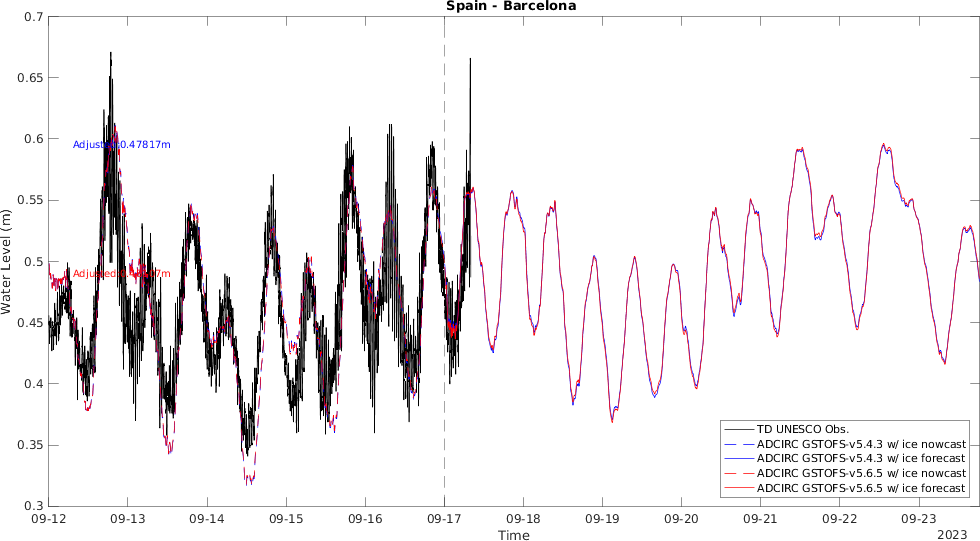 Spain - Barcelona
0.7
0.65
0.6
0.55
0.5
0.45
0.4
0.35
0.3
Water Level (m)
TD UNESCO Obs.
ADCIRC GSTOFS-v5.4.3 w/ ice nowcast
ADCIRC GSTOFS-v5.4.3 w/ ice forecast
ADCIRC GSTOFS-v5.6.5 w/ ice nowcast
ADCIRC GSTOFS-v5.6.5 w/ ice forecast
09-12 09-13 09-14 09-15 09-16 09-17 09-18 09-19 09-20 09-21 09-22 09-23
Time
2023